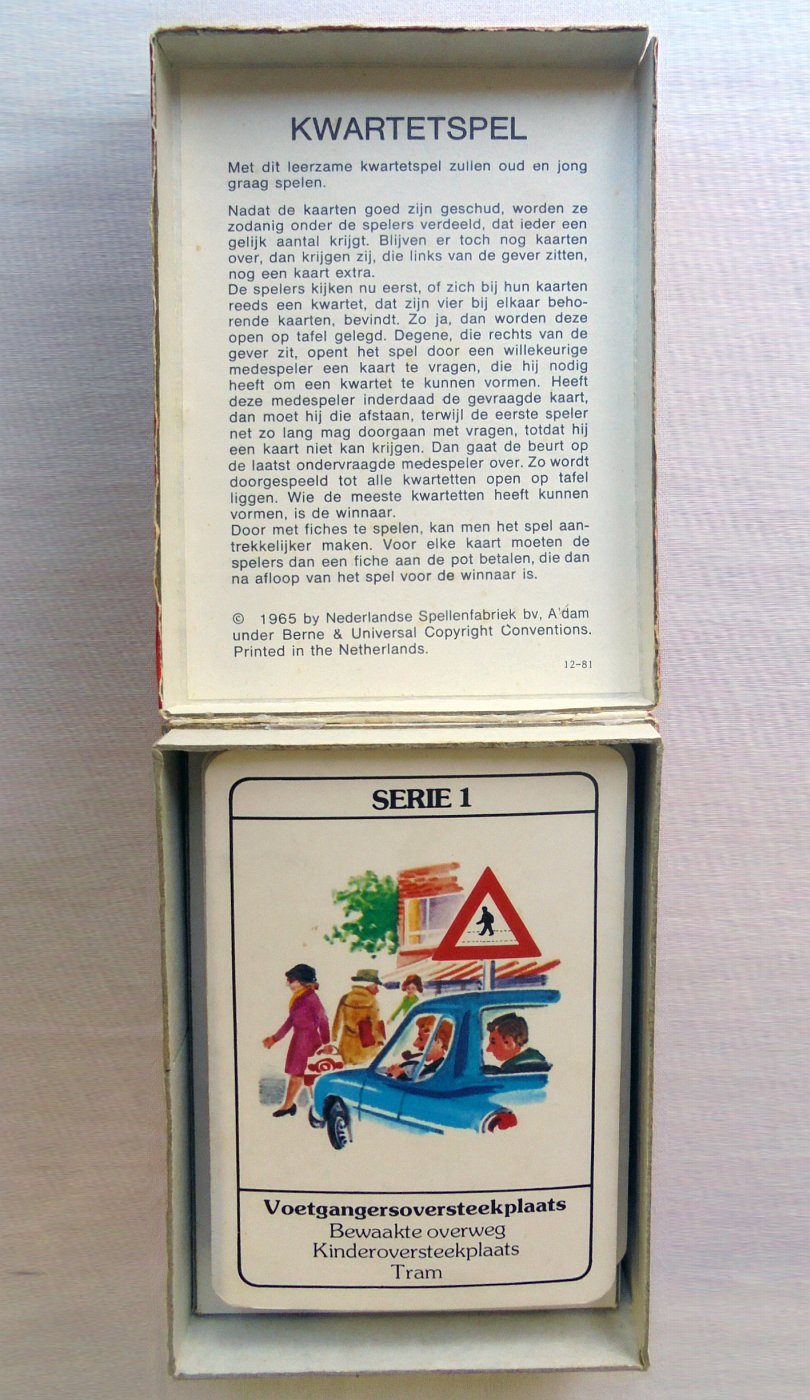 KWARTETSPEL
Met dit leerzame kwartetspel zullen oud en jong
graag spelen.
Nadat de kaarten goed zijn geschud, worden ze
zodanig onder de spelers verdeeld, dat ieder een
gelijk aantal krijgt. Blijven er toch nog kaarten
over, dan krijgen zij, die links van de gever zitten,
nog een kaart extra.
De spelers kijken nu eerst, of zich bij hun kaarten
reeds een kwartet, dat zijn vier bij elkaar beho-
rende kaarten, bevindt. Zo ja, dan worden deze
open op tafel gelegd. Degene, die rechts van de
gever zit, opent het spel door een willekeurige
medespeler een kaart te vragen, die hij nodig
heeft om een kwartet te kunnen vormen. Heeft
deze medespeler inderdaad de gevraagde kaart,
dan moet hij die afstaan, terwijl de eerste speler
net zo lang mag doorgaan met vragen, totdat hij
een kaart niet kan krijgen. Dan gaat de beurt op
de laatst ondervraagde medespeler over. Zo wordt
doorgespeeld tot alle kwartetten open op tafel
liggen. Wie de meeste kwartetten heeft kunnen
vormen, is de winnaar.
Door met fiches te spelen, kan men het spel aan-
trekkelijker maken. Voor elke kaart moeten de
spelers dan een fiche aan de pot betalen, die dan
na afloop van het spel voor de winnaar is.
© 1965 by Nederlandse Spellenfabriek bv, A'dam
under Berne & Universal Copyright Conventions.
Printed in the Netherlands.
12-81
SERIE 1
Voetgangersoversteekplaats
Bewaakte overweg
Kinderoversteekplaats
Tram